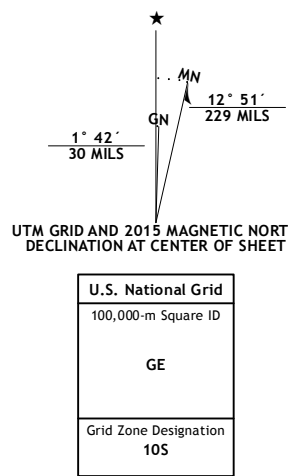 ★
MN
GN
12° 51´
229 MILS
1° 42´
30 MILS
UTM GRID AND 2015 MAGNETIC NORT
DECLINATION AT CENTER OF SHEET
U.S. National Grid
100,000-m Square ID
GE
Grid Zone Designation
10S